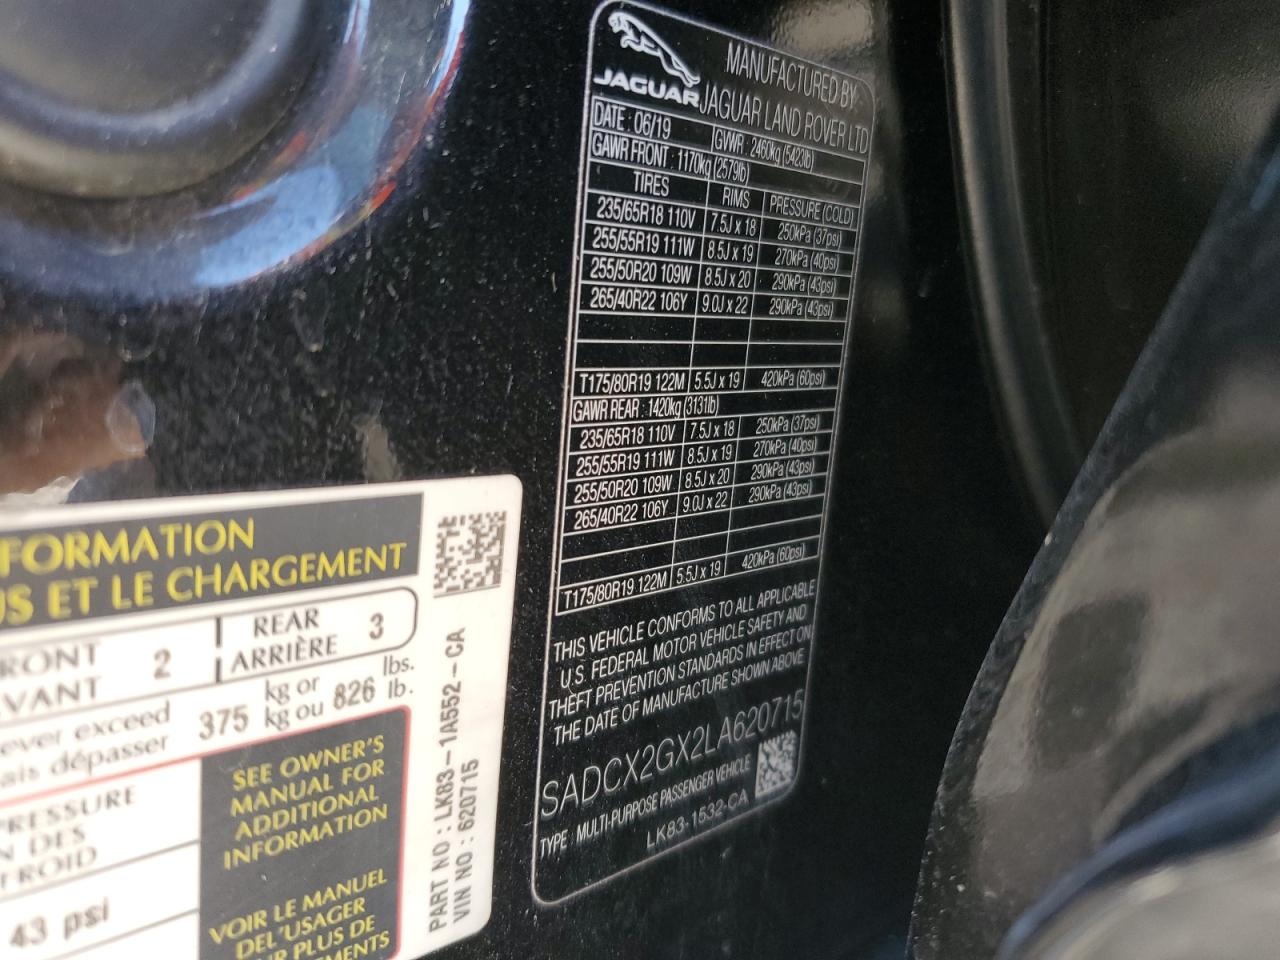 JAGUAR
MANUFACTURED BY
JAGUAR LAND ROVER LTD
DATE : 06/19 GVWR : 2460kg (5423lb)
GAWR FRONT : 1170kg (2579lb)
TIRES RIMS PRESSURE (COLD)
235/65R18 110V 7.5J x 18 250kPa (37psi)
255/55R19 111W 8.5J x 19 270kPa (40psi)
255/50R20 109W 8.5J x 20 290kPa (43psi)
265/40R22 106Y 9.0J x 22 290kPa (43psi)
T175/80R19 122M 5.5J x 19 420kPa (60psi)
GAWR REAR : 1420kg (3131lb)
235/65R18 110V 7.5J x 18 250kPa (37psi)
255/55R19 111W 8.5J x 19 270kPa (40psi)
255/50R20 109W 8.5J x 20 290kPa (43psi)
265/40R22 106Y 9.0J x 22 290kPa (43psi)
T175/80R19 122M 5.5J x 19 420kPa (60psi)
THIS VEHICLE CONFORMS TO ALL APPLICABLE
U.S. FEDERAL MOTOR VEHICLE SAFETY AND
THEFT PREVENTION STANDARDS IN EFFECT ON
THE DATE OF MANUFACTURE SHOWN ABOVE
SADCX2GX2LA620715
TYPE : MULTI-PURPOSE PASSENGER VEHICLE
LK83-1532-CA
FORMATION
US ET LE CHARGEMENT
RONT 2 REAR 3
VANT ARRIÈRE
ever exceed 375 kg or 826 lbs.
ais dépasser kg ou lb.
RESSURE
N DES
ROID
43 psi
SEE OWNER'S
MANUAL FOR
ADDITIONAL
INFORMATION
VOIR LE MANUEL
DEL'USAGER
UR PLUS DE
EMENTS
PART NO : LK83-1A552-CA
VIN NO : 620715